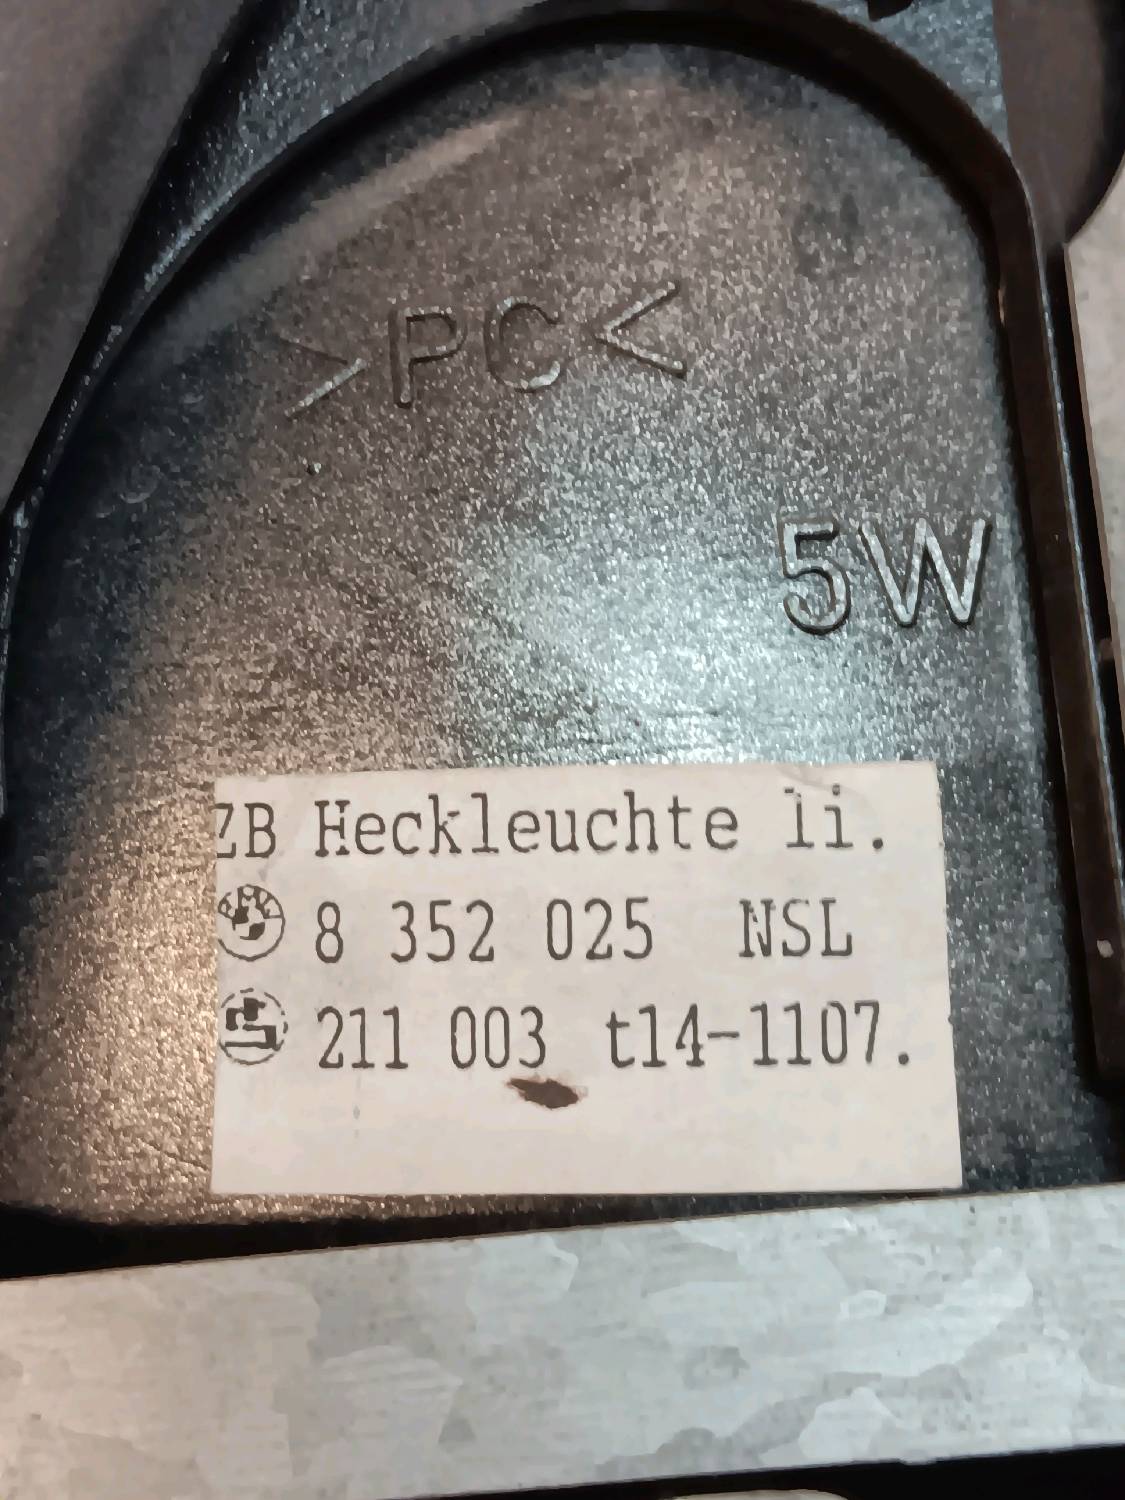 >PC<
5W
ZB Heckleuchte li.
8 352 025 NSL
211 003 t14-1107.